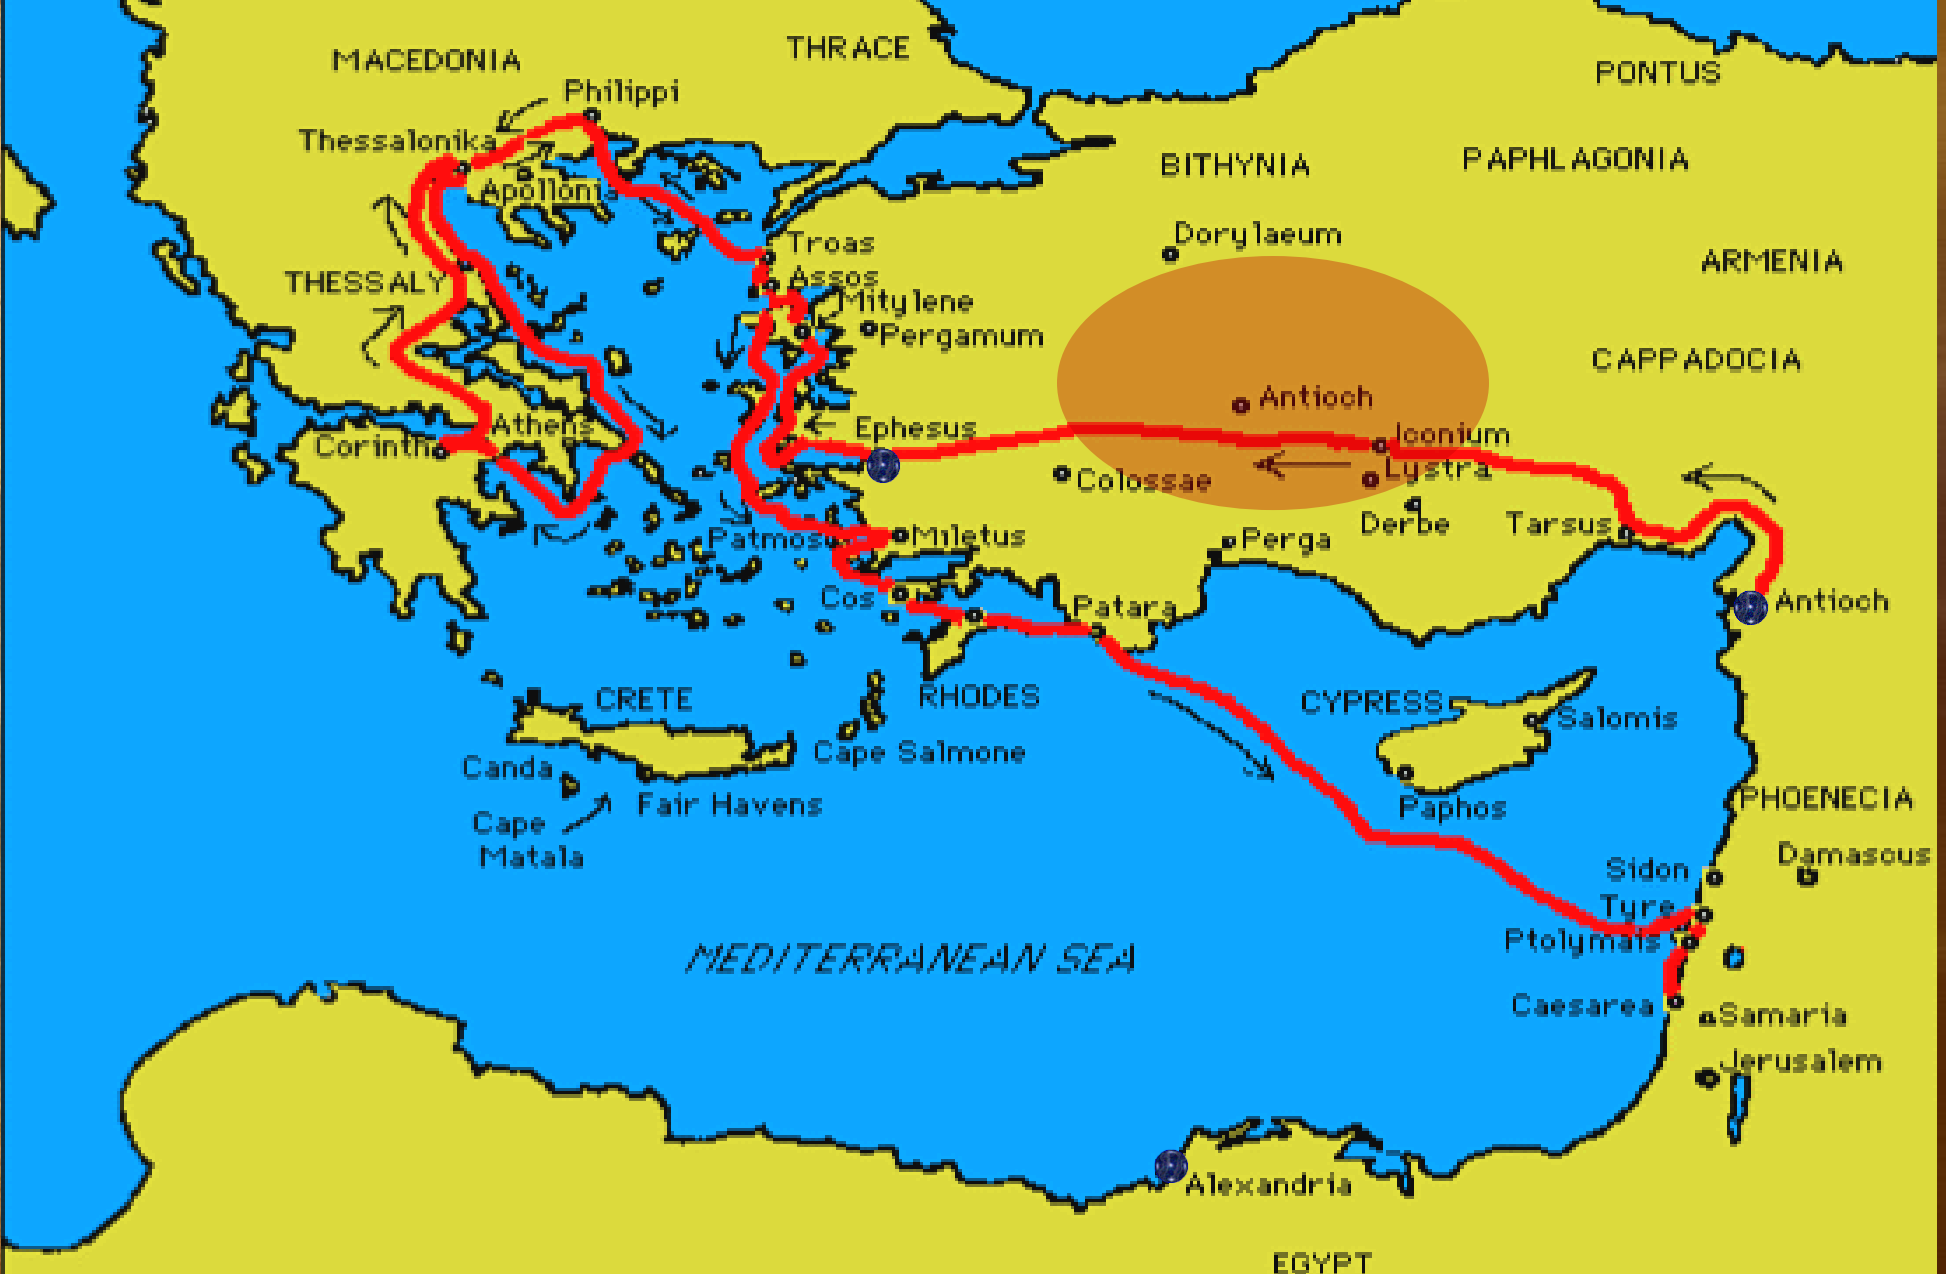 MACEDONIA
THRACE
PONTUS
Philippi
Thessalonika
Apollonia
BITHYNIA
PAPHLAGONIA
Troas
Dorylaeum
ARMENIA
THESSALY
Assos
Mitylene
Pergamum
CAPPADOCIA
Antioch
Athens
Corinth
Ephesus
Iconium
Colossae
Lystra
Derbe
Tarsus
Patmos
Miletus
Perga
Cos
Patara
Antioch
CRETE
RHODES
CYPRESS
Salomis
Canda
Cape Salmone
Fair Havens
Paphos
PHOENECIA
Cape
Matala
Damascus
Sidon
Tyre
MEDITERRANEAN SEA
Ptolymais
Caesarea
Samaria
Jerusalem
Alexandria
EGYPT